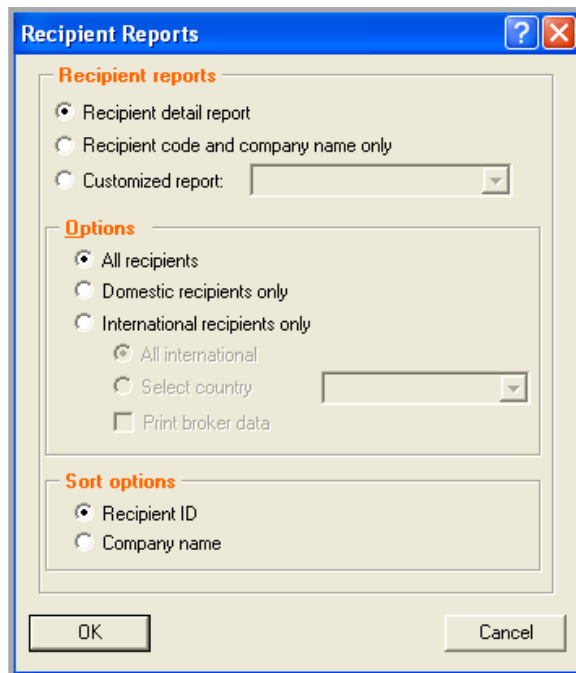 Recipient Reports
Recipient reports
Recipient detail report
Recipient code and company name only
Customized report:
Options
All recipients
Domestic recipients only
International recipients only
All international
Select country
Print broker data
Sort options
Recipient ID
Company name
OK Cancel